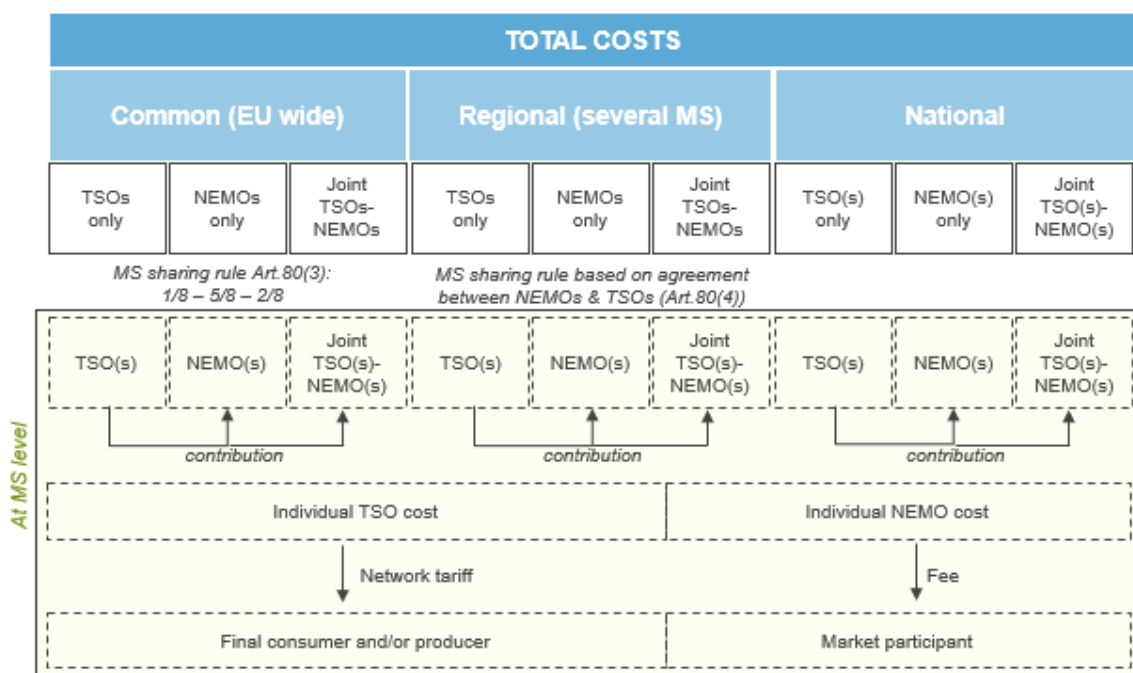 TOTAL COSTS
Common (EU wide)
Regional (several MS)
National
TSOs
only
NEMOs
only
Joint
TSOs-
NEMOs
TSOs
only
NEMOs
only
Joint
TSOs-
NEMOs
TSO(s)
only
NEMO(s)
only
Joint
TSO(s)-
NEMO(s)
MS sharing rule Art.80(3):
1/8 – 5/8 – 2/8
MS sharing rule based on agreement
between NEMOs & TSOs (Art.80(4))
At MS level
TSO(s)
NEMO(s)
Joint
TSO(s)-
NEMO(s)
TSO(s)
NEMO(s)
Joint
TSO(s)-
NEMO(s)
TSO(s)
NEMO(s)
Joint
TSO(s)-
NEMO(s)
contribution
contribution
contribution
Individual TSO cost
Individual NEMO cost
Network tariff
Fee
Final consumer and/or producer
Market participant